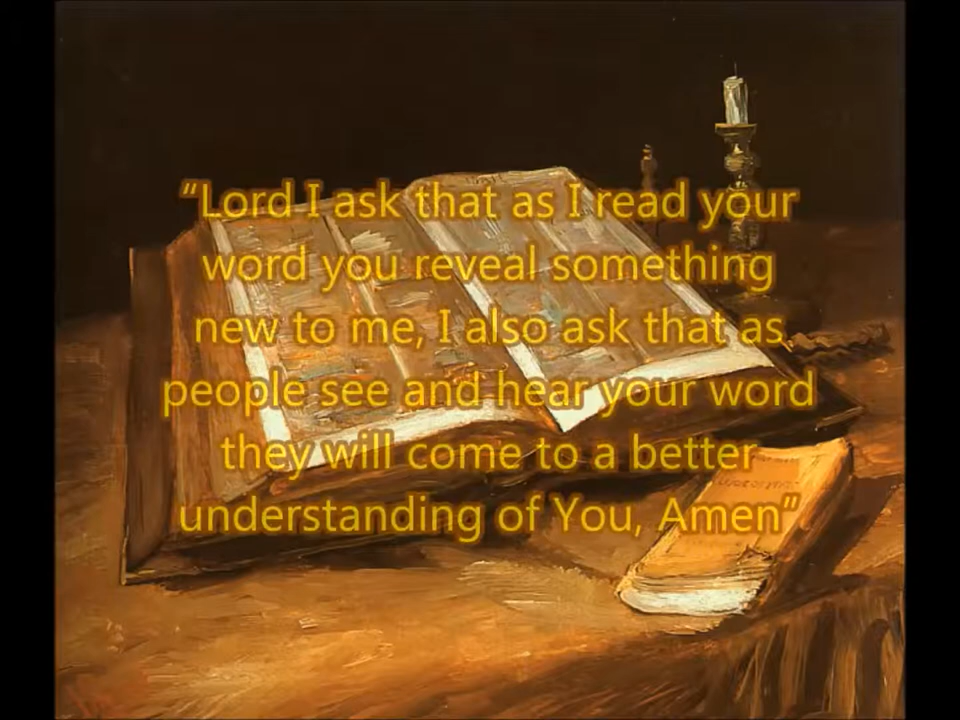 “Lord I ask that as I read your
word you reveal something
new to me, I also ask that as
people see and hear your word
they will come to a better
understanding of You, Amen”